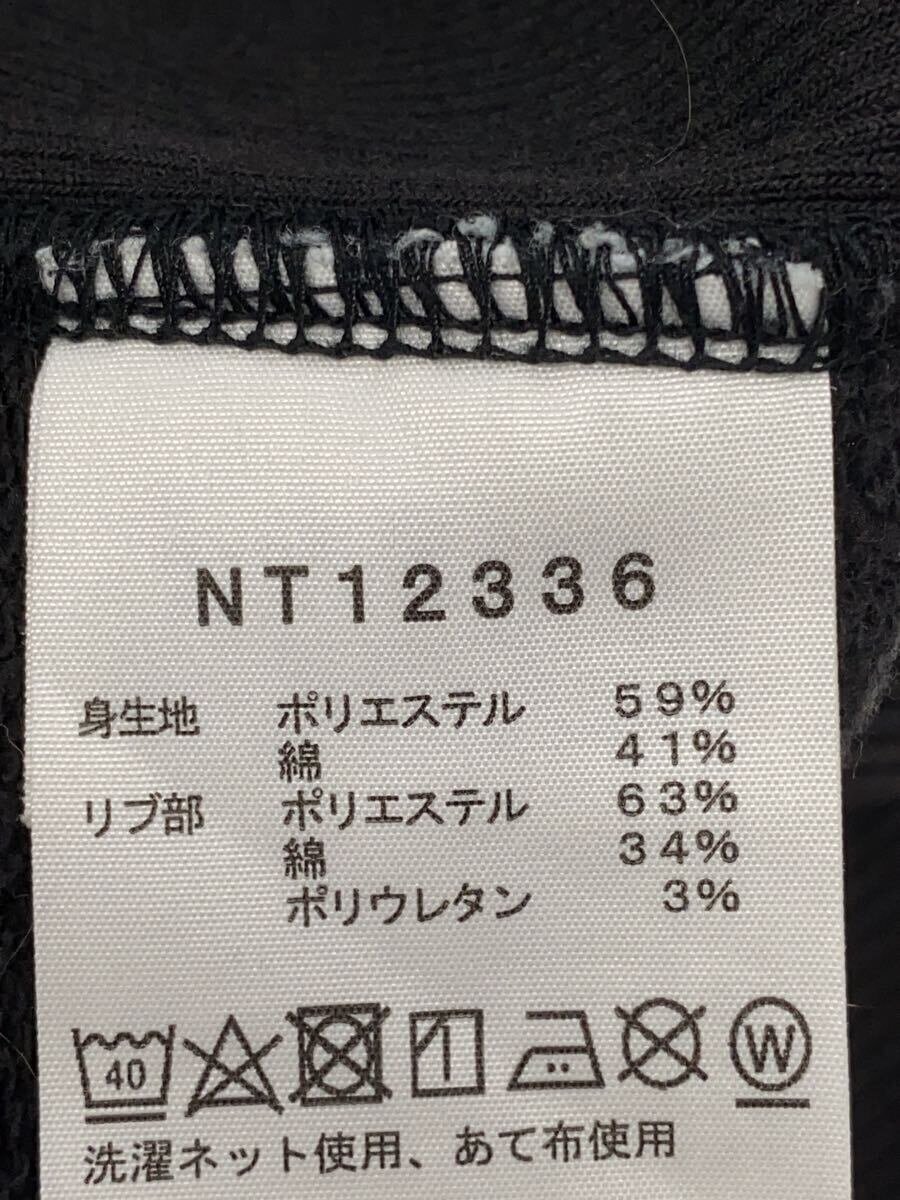 NT12336
身生地 ポリエステル 59%
綿 41%
リブ部 ポリエステル 63%
綿 34%
ポリウレタン 3%
40 W
洗濯ネット使用、あて布使用